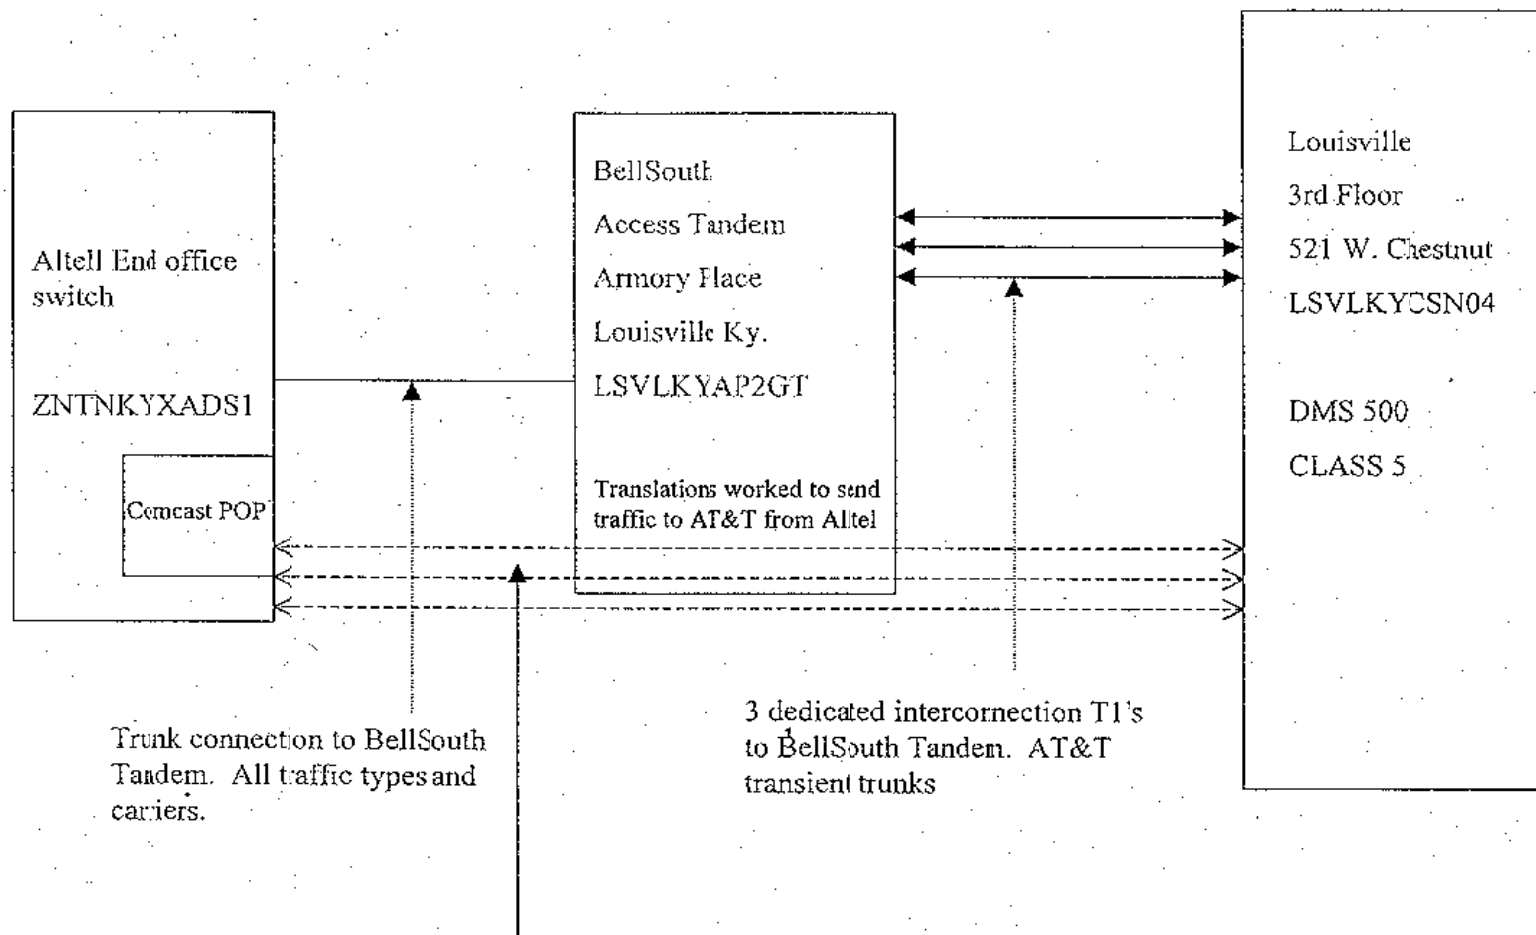 Altell End office
switch
ZNTNKYXADS1
Comcast POP
BellSouth
Access Tandem
Armory Place
Louisville Ky.
LSVLKYAP2GT
Translations worked to send
traffic to AT&T from Alltel
Louisville
3rd Floor
521 W. Chestnut
LSVLKYCSN04
DMS 500
CLASS 5
Trunk connection to BellSouth
Tandem. All traffic types and
carriers.
3 dedicated interconnection T1's
to BellSouth Tandem. AT&T
transient trunks